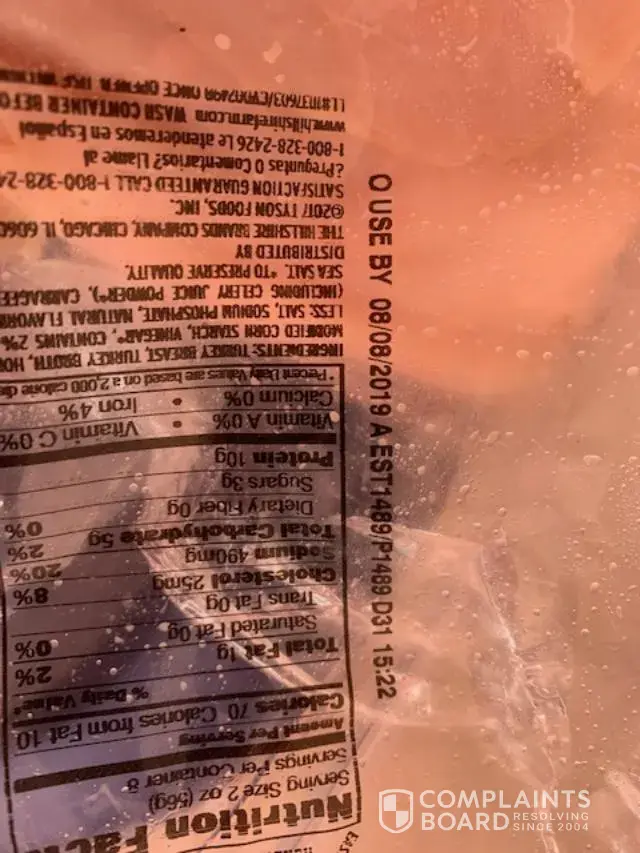 Nutrition
Serving Size 2 oz (56g)
Servings Per Container 8
Amount Per Serving
Calories 70 Calories from Fat 10
% Daily Value*
Total Fat 1g 2%
Saturated Fat 0g 0%
Trans Fat 0g
Cholesterol 25mg 8%
Sodium 490mg 20%
Total Carbohydrate 5g 2%
Dietary Fiber 0g 0%
Sugars 3g
Protein 10g
Vitamin A 0% • Vitamin C 0%
Calcium 0% • Iron 4%
*Percent Daily Values are based on a 2,000 calorie
INGREDIENTS: TURKEY BREAST, TURKEY BROTH,
MODIFIED CORN STARCH, VINEGAR*, CONTAINS 2%
LESS: SALT, SODIUM PHOSPHATE, NATURAL
(INCLUDING CELERY JUICE POWDER*),
SEA SALT. *TO PRESERVE QUALITY.
DISTRIBUTED BY
THE HILLSHIRE BRANDS COMPANY, CHICAGO, IL
©2017 TYSON FOODS, INC.
SATISFACTION GUARANTEED CALL 1-800-328-24
¿Preguntas O Comentarios? Llame al
1-800-328-2426 Le atenderemos en Español
www.hillshirefarm.com WASH CONTAINER
O USE BY 08/08/2019 A EST1489/P1489 D31 15:22
COMPLAINTS
BOARD RESOLVING
SINCE 2004